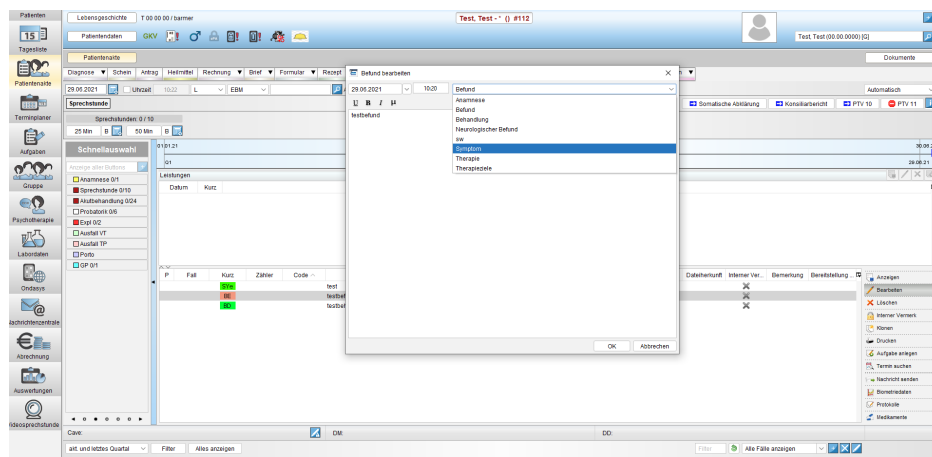 Patienten
Lebensgeschichte T 00 00 00 / barmer
Test, Test - * () #112
15
Patientendaten GKV
Test, Test (00.00.0000) [G]
Tagesliste
Patientenakte
Dokumente
Diagnose Schein Antrag Heilmittel Rechnung Brief Formular Rezept
Patientenakte
29.06.2021 Uhrzeit 10:22 L EBM
Automatisch
Sprechstunde
Somatische Abklärung Konsiliarbericht PTV 10 PTV 11
Terminplaner
Sprechstunden: 0 / 10
25 Min B 50 Min B
Aufgaben
Schnellauswahl
01.01.21
Anzeige aller Buttons
Q1
29.06.21
Anamnese 0/1
Sprechstunde 0/10
Akutbehandlung 0/24
Probatorik 0/6
Expl 0/2
Ausfall VT
Ausfall TP
Porto
GP 0/1
Gruppe
Psychotherapie
Labordaten
Ondasys
Nachrichtenzentrale
Abrechnung
Auswertungen
Videosprechstunde
Leistungen
Datum Kurz
Befund bearbeiten
29.06.2021 10:20 Befund
U B I µ
testbefund
Anamnese
Befund
Behandlung
Neurologischer Befund
sw
Symptom
Therapie
Therapieziele
OK Abbrechen
P Fall Kurz Zähler Code
Dateiherkunft Interner Ver... Bemerkung Bereitstellung ...
SYe test
BE testbef
BD testbef
Anzeigen
Bearbeiten
Löschen
Interner Vermerk
Klonen
Drucken
Aufgabe anlegen
Termin suchen
Nachricht senden
Biometriedaten
Protokolle
Medikamente
Cave: DM: DD:
akt. und letztes Quartal Filter Alles anzeigen
Filter Alle Fälle anzeigen